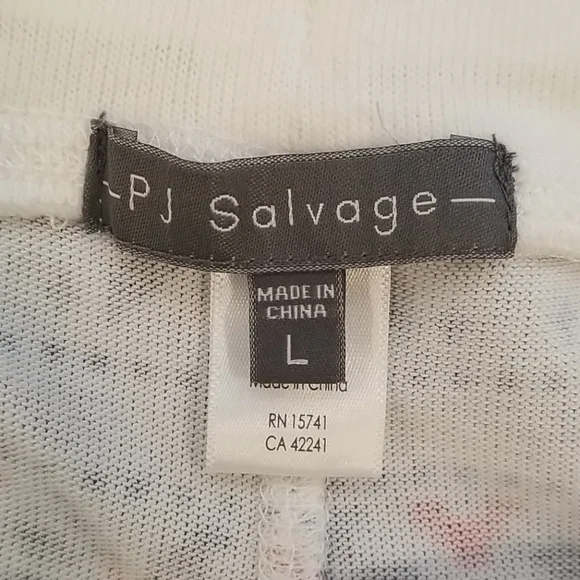 PJ Salvage
MADE IN
CHINA
L
Made in China
RN 15741
CA 42241